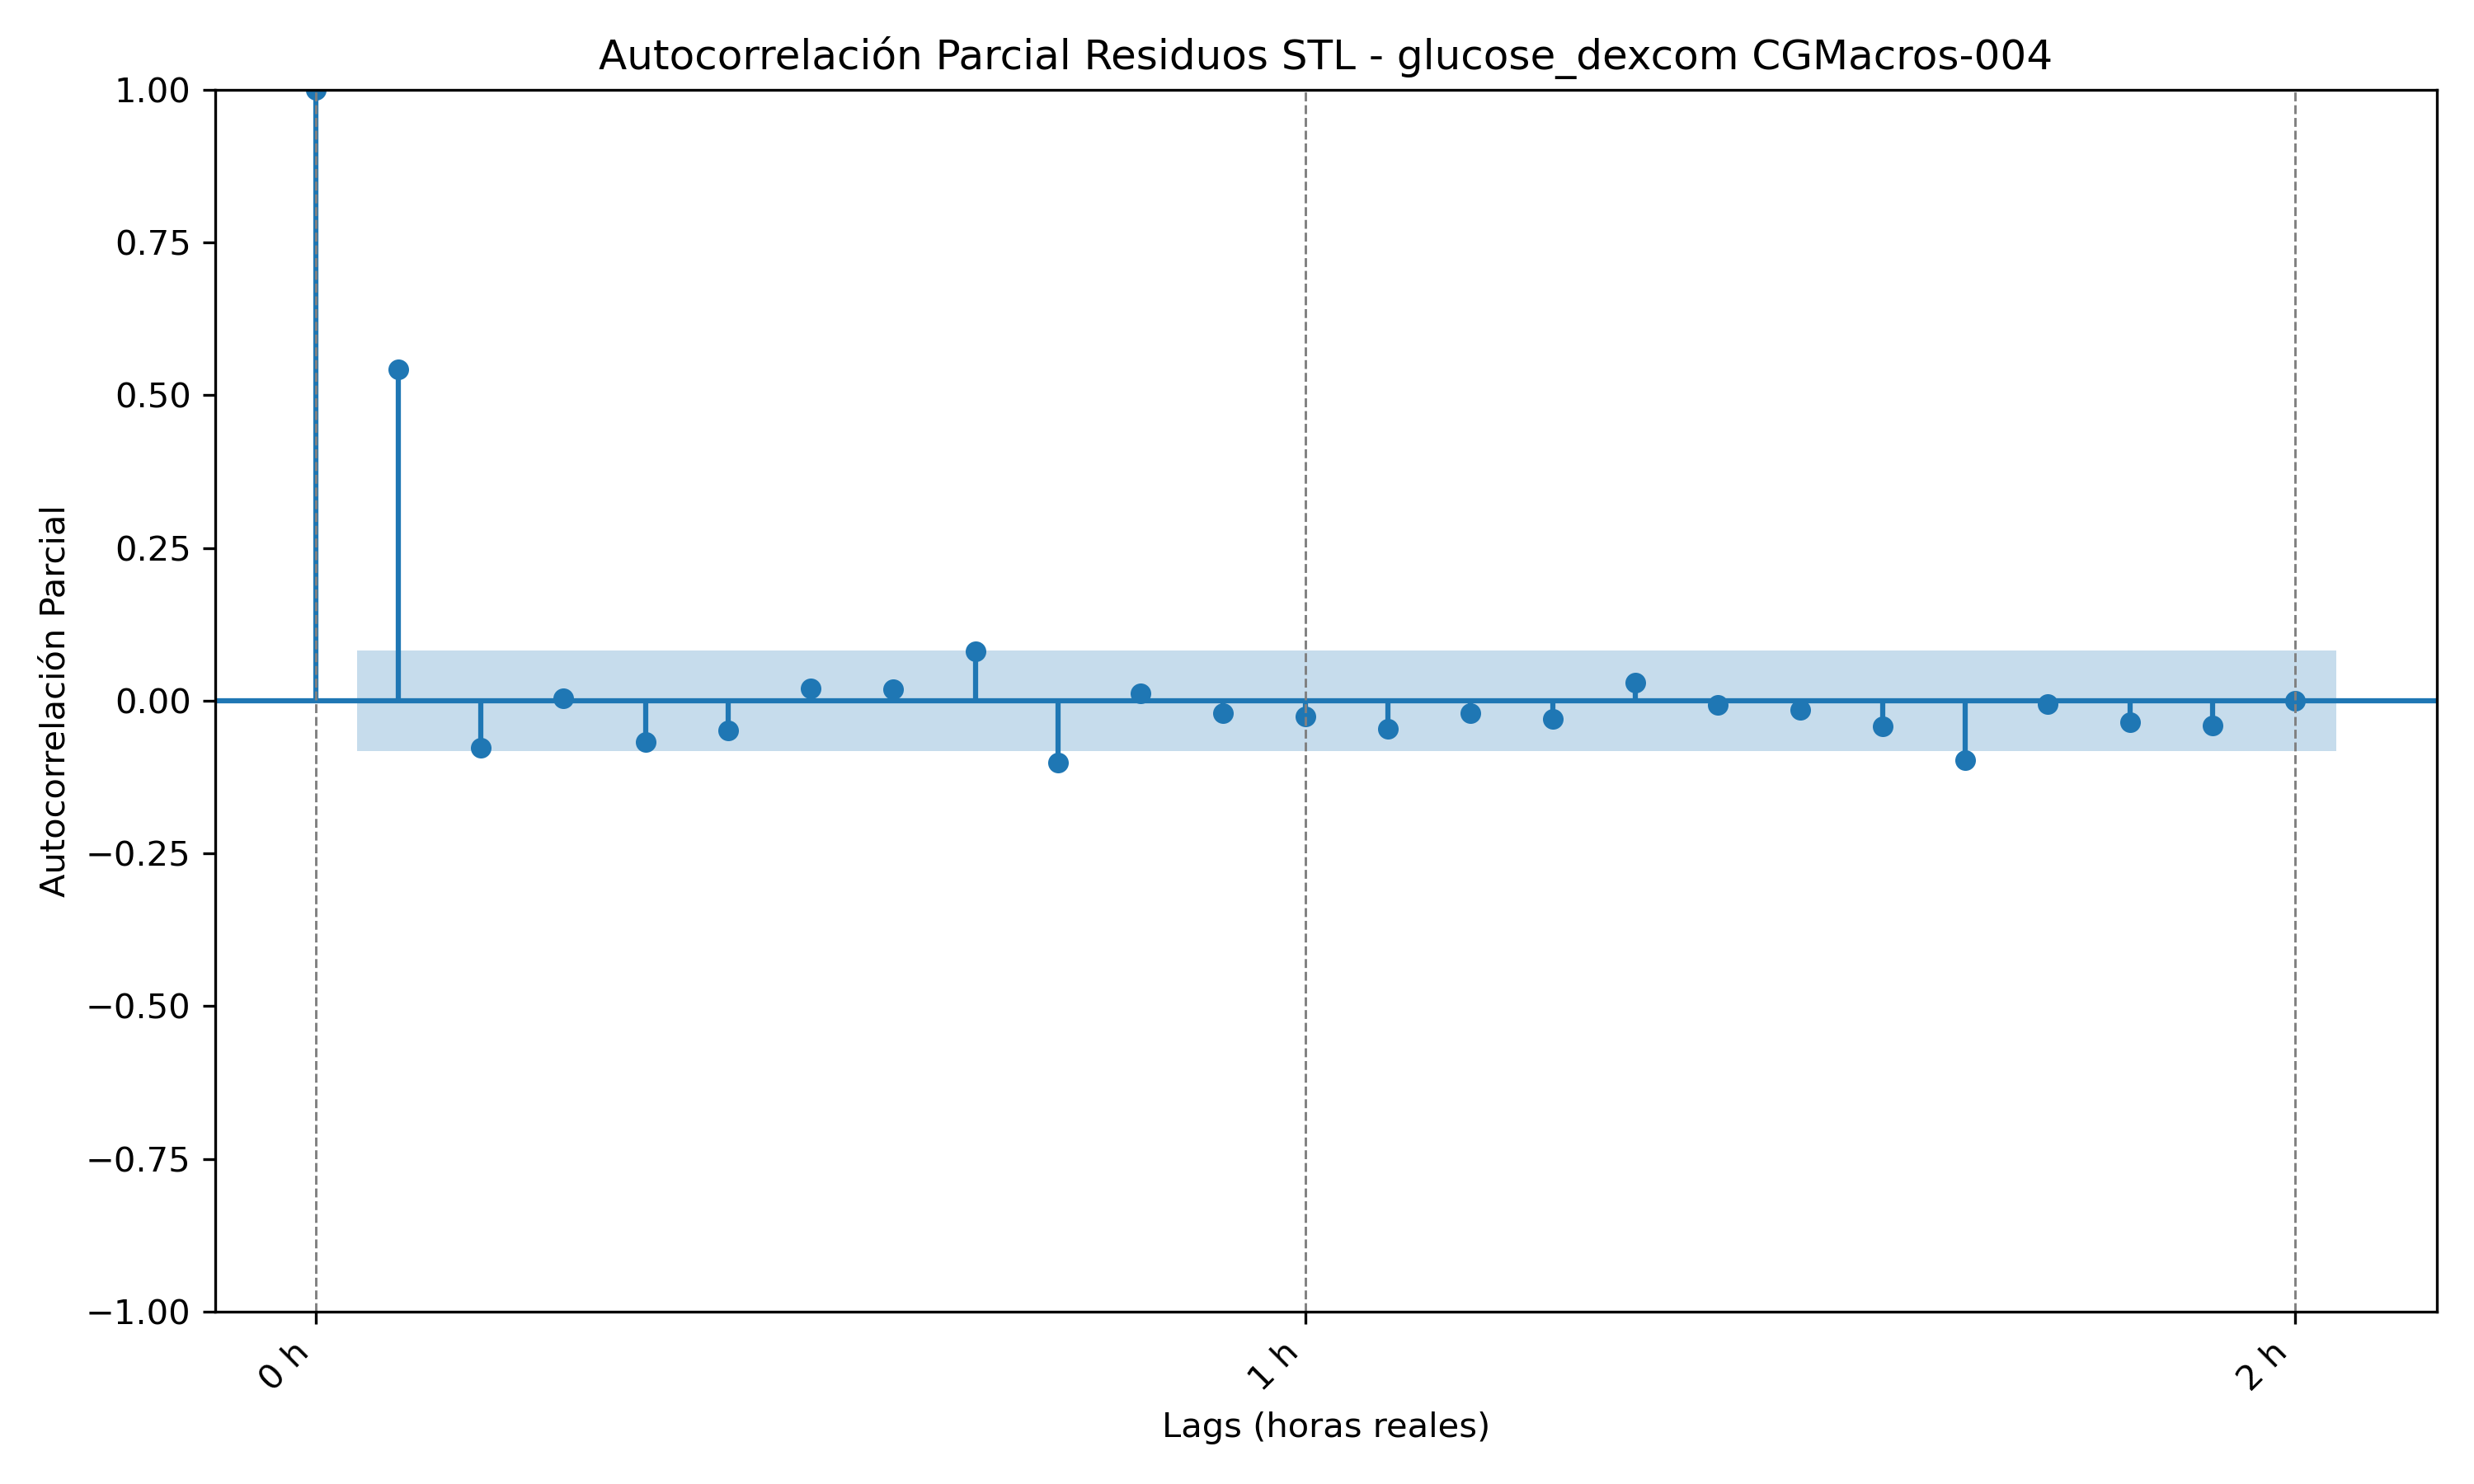 Autocorrelación Parcial Residuos STL - glucose_dexcom CGMacros-004
1.00
0.75
0.50
0.25
0.00
−0.25
−0.50
−0.75
−1.00
Autocorrelación Parcial
0 h
1 h
2 h
Lags (horas reales)